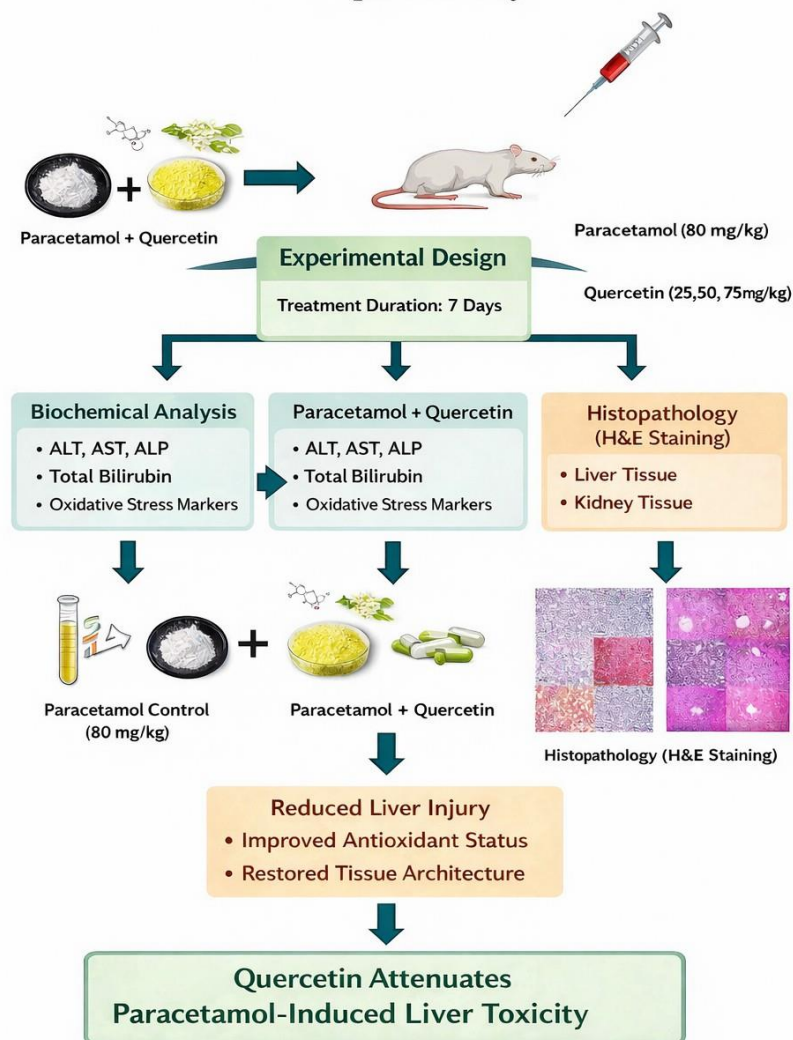 Paracetamol + Quercetin
Paracetamol (80 mg/kg)
Quercetin (25,50, 75mg/kg)
Experimental Design
Treatment Duration: 7 Days
Biochemical Analysis
• ALT, AST, ALP
• Total Bilirubin
• Oxidative Stress Markers
Paracetamol + Quercetin
• ALT, AST, ALP
• Total Bilirubin
• Oxidative Stress Markers
Histopathology
(H&E Staining)
• Liver Tissue
• Kidney Tissue
Paracetamol Control
(80 mg/kg)
Paracetamol + Quercetin
Histopathology (H&E Staining)
Reduced Liver Injury
• Improved Antioxidant Status
• Restored Tissue Architecture
Quercetin Attenuates
Paracetamol-Induced Liver Toxicity